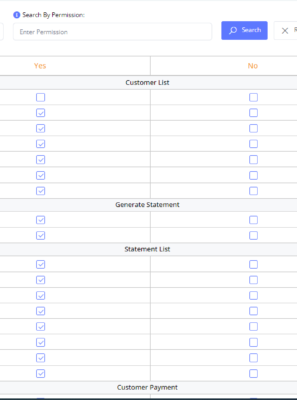 Search By Permission:
Enter Permission
Search
Yes
No
Customer List
Generate Statement
Statement List
Customer Payment